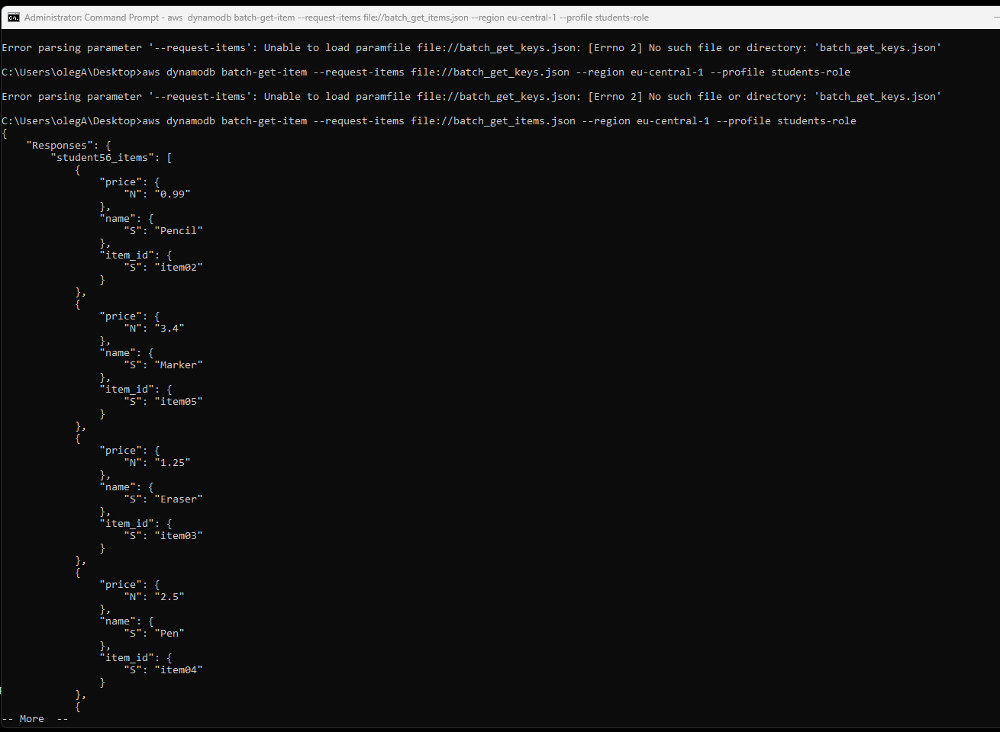 Administrator: Command Prompt - aws  dynamodb batch-get-item --request-items file://batch_get_items.json --region eu-central-1 --profile students-role
Error parsing parameter '--request-items': Unable to load paramfile file://batch_get_keys.json: [Errno 2] No such file or directory: 'batch_get_keys.json'
C:\Users\olegA\Desktop>aws dynamodb batch-get-item --request-items file://batch_get_keys.json --region eu-central-1 --profile students-role
Error parsing parameter '--request-items': Unable to load paramfile file://batch_get_keys.json: [Errno 2] No such file or directory: 'batch_get_keys.json'
C:\Users\olegA\Desktop>aws dynamodb batch-get-item --request-items file://batch_get_items.json --region eu-central-1 --profile students-role
{
    "Responses": {
        "student56_items": [
            {
                "price": {
                    "N": "0.99"
                },
                "name": {
                    "S": "Pencil"
                },
                "item_id": {
                    "S": "item02"
                }
            },
            {
                "price": {
                    "N": "3.4"
                },
                "name": {
                    "S": "Marker"
                },
                "item_id": {
                    "S": "item05"
                }
            },
            {
                "price": {
                    "N": "1.25"
                },
                "name": {
                    "S": "Eraser"
                },
                "item_id": {
                    "S": "item03"
                }
            },
            {
                "price": {
                    "N": "2.5"
                },
                "name": {
                    "S": "Pen"
                },
                "item_id": {
                    "S": "item04"
                }
            },
            {
-- More  --